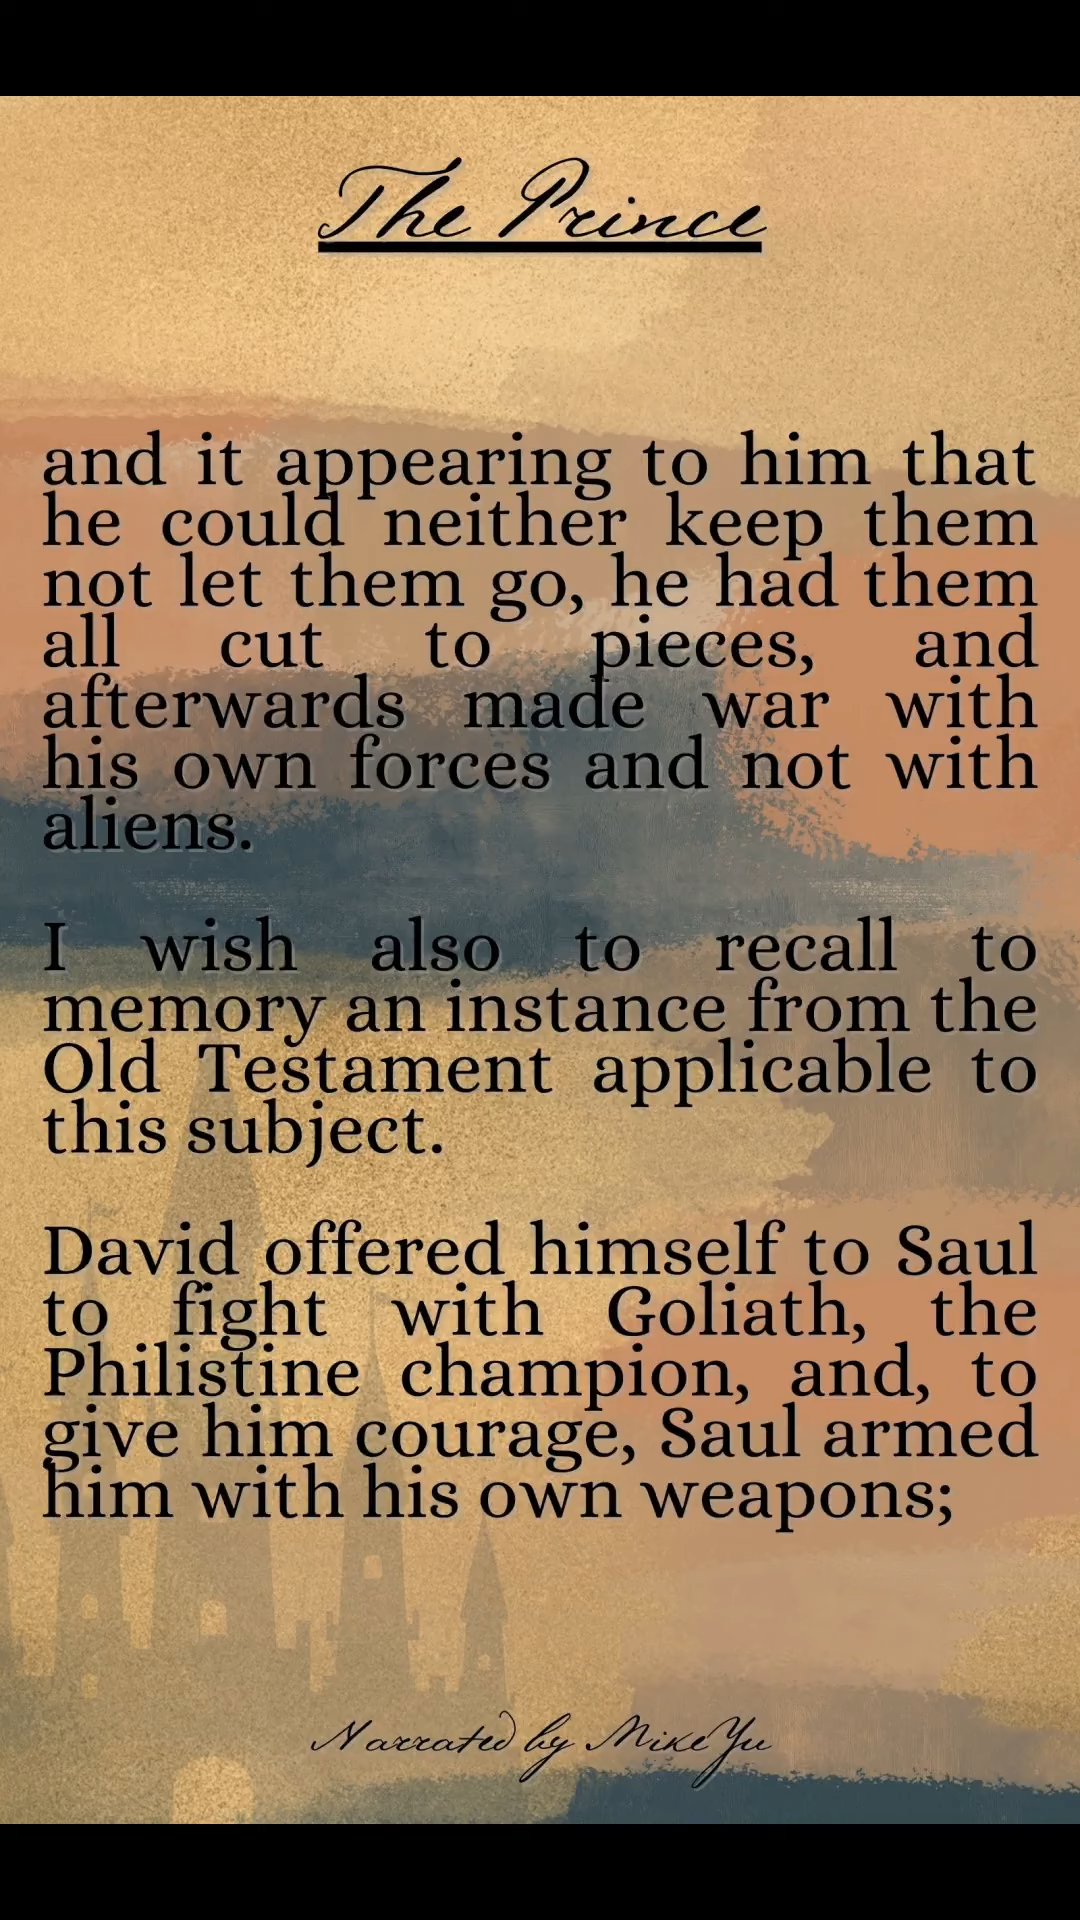 The Prince
and it appearing to him that
he could neither keep them
not let them go, he had them
all cut to pieces, and
afterwards made war with
his own forces and not with
aliens.
I wish also to recall to
memory an instance from the
Old Testament applicable to
this subject.
David offered himself to Saul
to fight with Goliath, the
Philistine champion, and, to
give him courage, Saul armed
him with his own weapons;
Narrated by Mike Yu